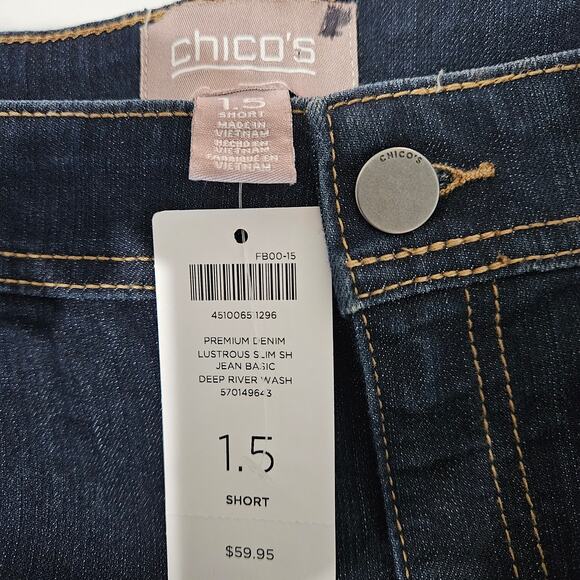 chico's
1.5
SHORT
MADE IN
VIETNAM
HECHO EN
VIETNAM
FABRIQUE EN
VIETNAM
CHICO'S
FB00-15
4510065 1296
PREMIUM DENIM
LUSTROUS SLIM SH
JEAN BASIC
DEEP RIVER WASH
570149643
1.5
SHORT
$59.95